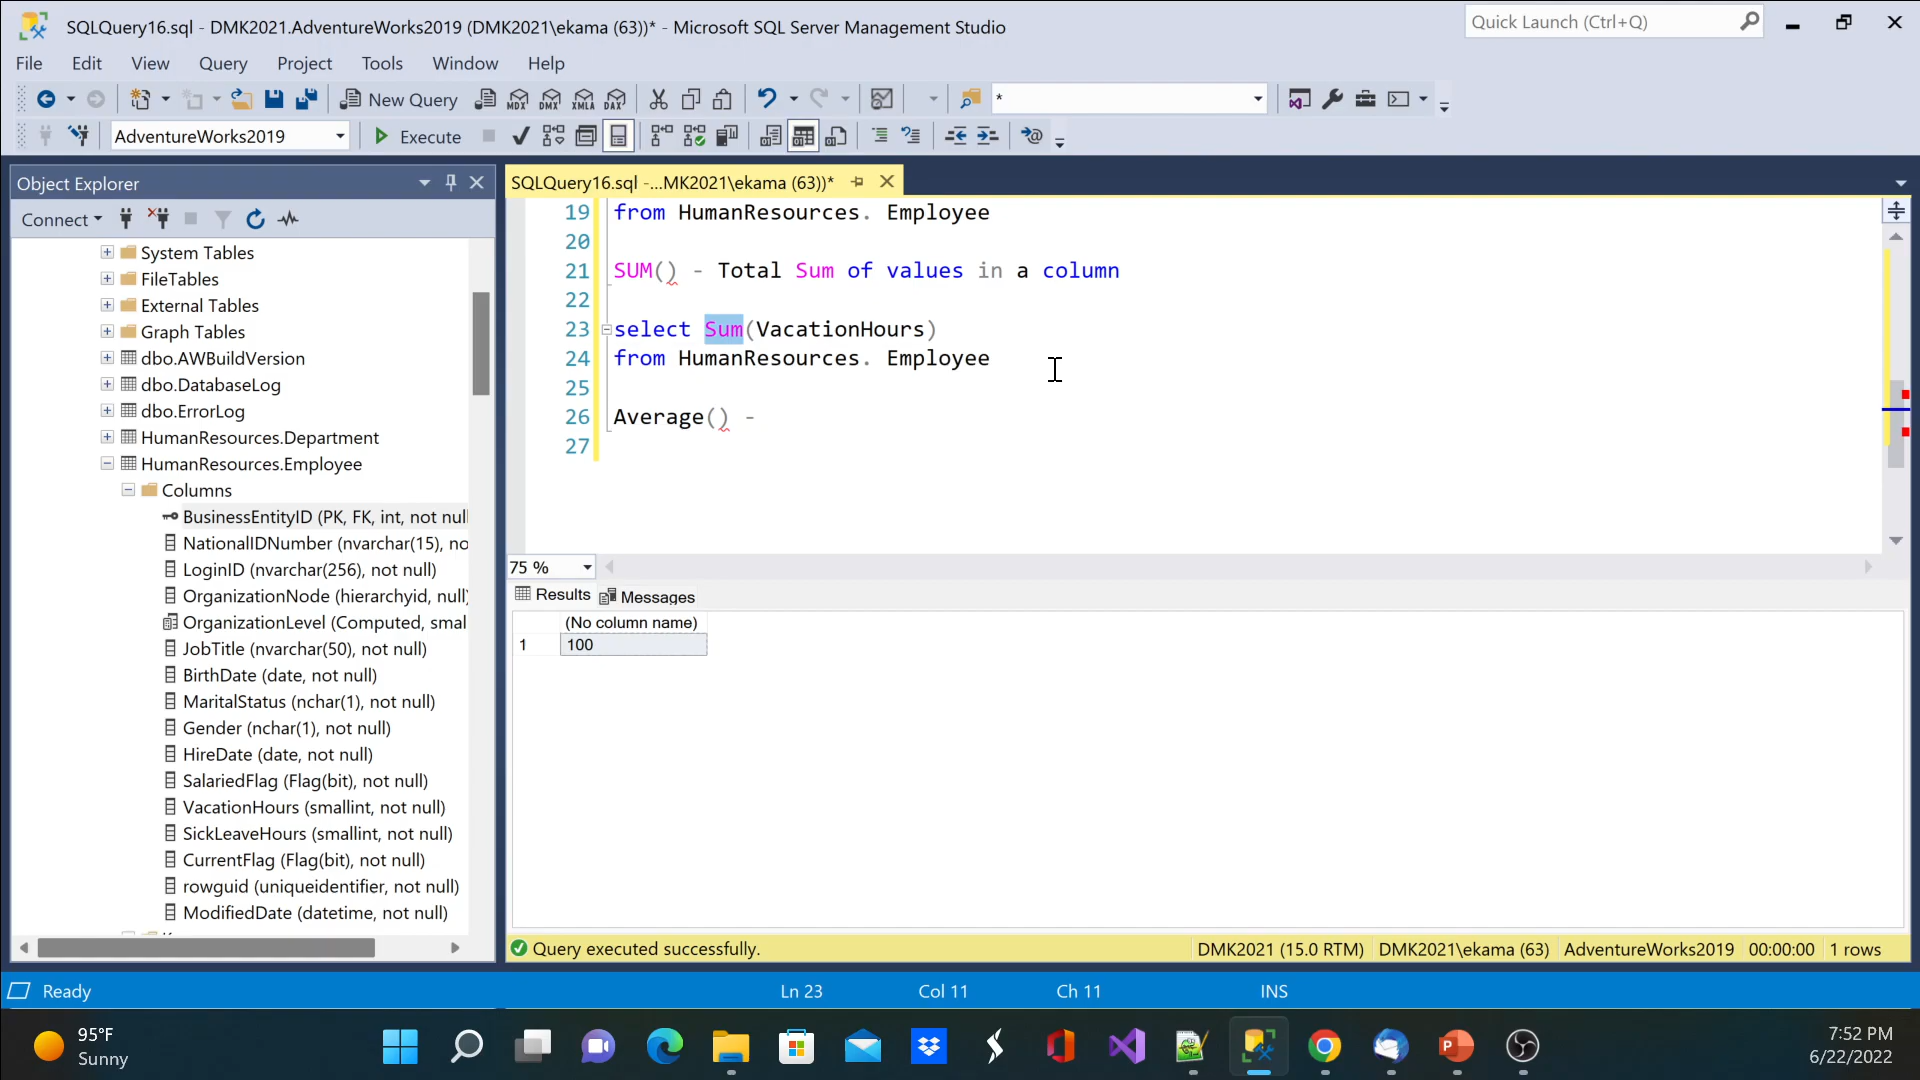 SQLQuery16.sql - DMK2021.AdventureWorks2019 (DMK2021\ekama (63))* - Microsoft SQL Server Management Studio
Quick Launch (Ctrl+Q)
File Edit View Query Project Tools Window Help
New Query MDX DMX XMLA DAX *
AdventureWorks2019 Execute
Object Explorer
SQLQuery16.sql -...MK2021\ekama (63))*
Connect
System Tables
FileTables
External Tables
Graph Tables
dbo.AWBuildVersion
dbo.DatabaseLog
dbo.ErrorLog
HumanResources.Department
HumanResources.Employee
Columns
BusinessEntityID (PK, FK, int, not null
NationalIDNumber (nvarchar(15), no
LoginID (nvarchar(256), not null)
OrganizationNode (hierarchyid, null)
OrganizationLevel (Computed, smal
JobTitle (nvarchar(50), not null)
BirthDate (date, not null)
MaritalStatus (nchar(1), not null)
Gender (nchar(1), not null)
HireDate (date, not null)
SalariedFlag (Flag(bit), not null)
VacationHours (smallint, not null)
SickLeaveHours (smallint, not null)
CurrentFlag (Flag(bit), not null)
rowguid (uniqueidentifier, not null)
ModifiedDate (datetime, not null)
19 from HumanResources. Employee
20
21 SUM() - Total Sum of values in a column
22
23 select Sum(VacationHours)
24 from HumanResources. Employee
25
26 Average() -
27
75 %
Results Messages
(No column name)
1 100
Query executed successfully. DMK2021 (15.0 RTM) DMK2021\ekama (63) AdventureWorks2019 00:00:00 1 rows
Ready Ln 23 Col 11 Ch 11 INS
95°F
Sunny
7:52 PM
6/22/2022